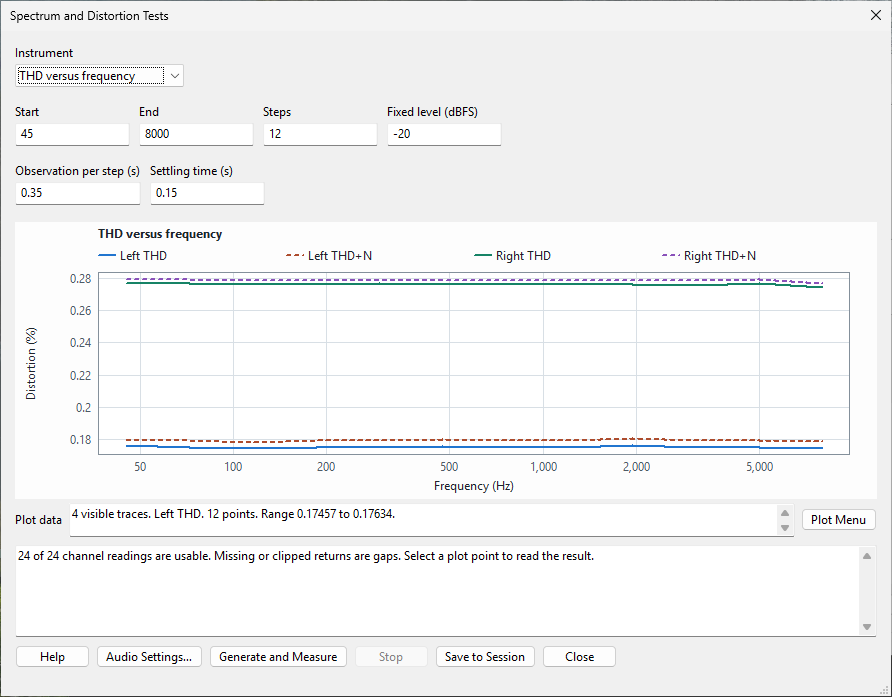 Spectrum and Distortion Tests
Instrument
THD versus frequency
Start End Steps Fixed level (dBFS)
45 8000 12 -20
Observation per step (s) Settling time (s)
0.35 0.15
THD versus frequency
Left THD Left THD+N Right THD Right THD+N
0.28
0.26
0.24
0.22
0.2
0.18
Distortion (%)
50 100 200 500 1,000 2,000 5,000
Frequency (Hz)
Plot data 4 visible traces. Left THD. 12 points. Range 0.17457 to 0.17634. Plot Menu
24 of 24 channel readings are usable. Missing or clipped returns are gaps. Select a plot point to read the result.
Help Audio Settings... Generate and Measure Stop Save to Session Close